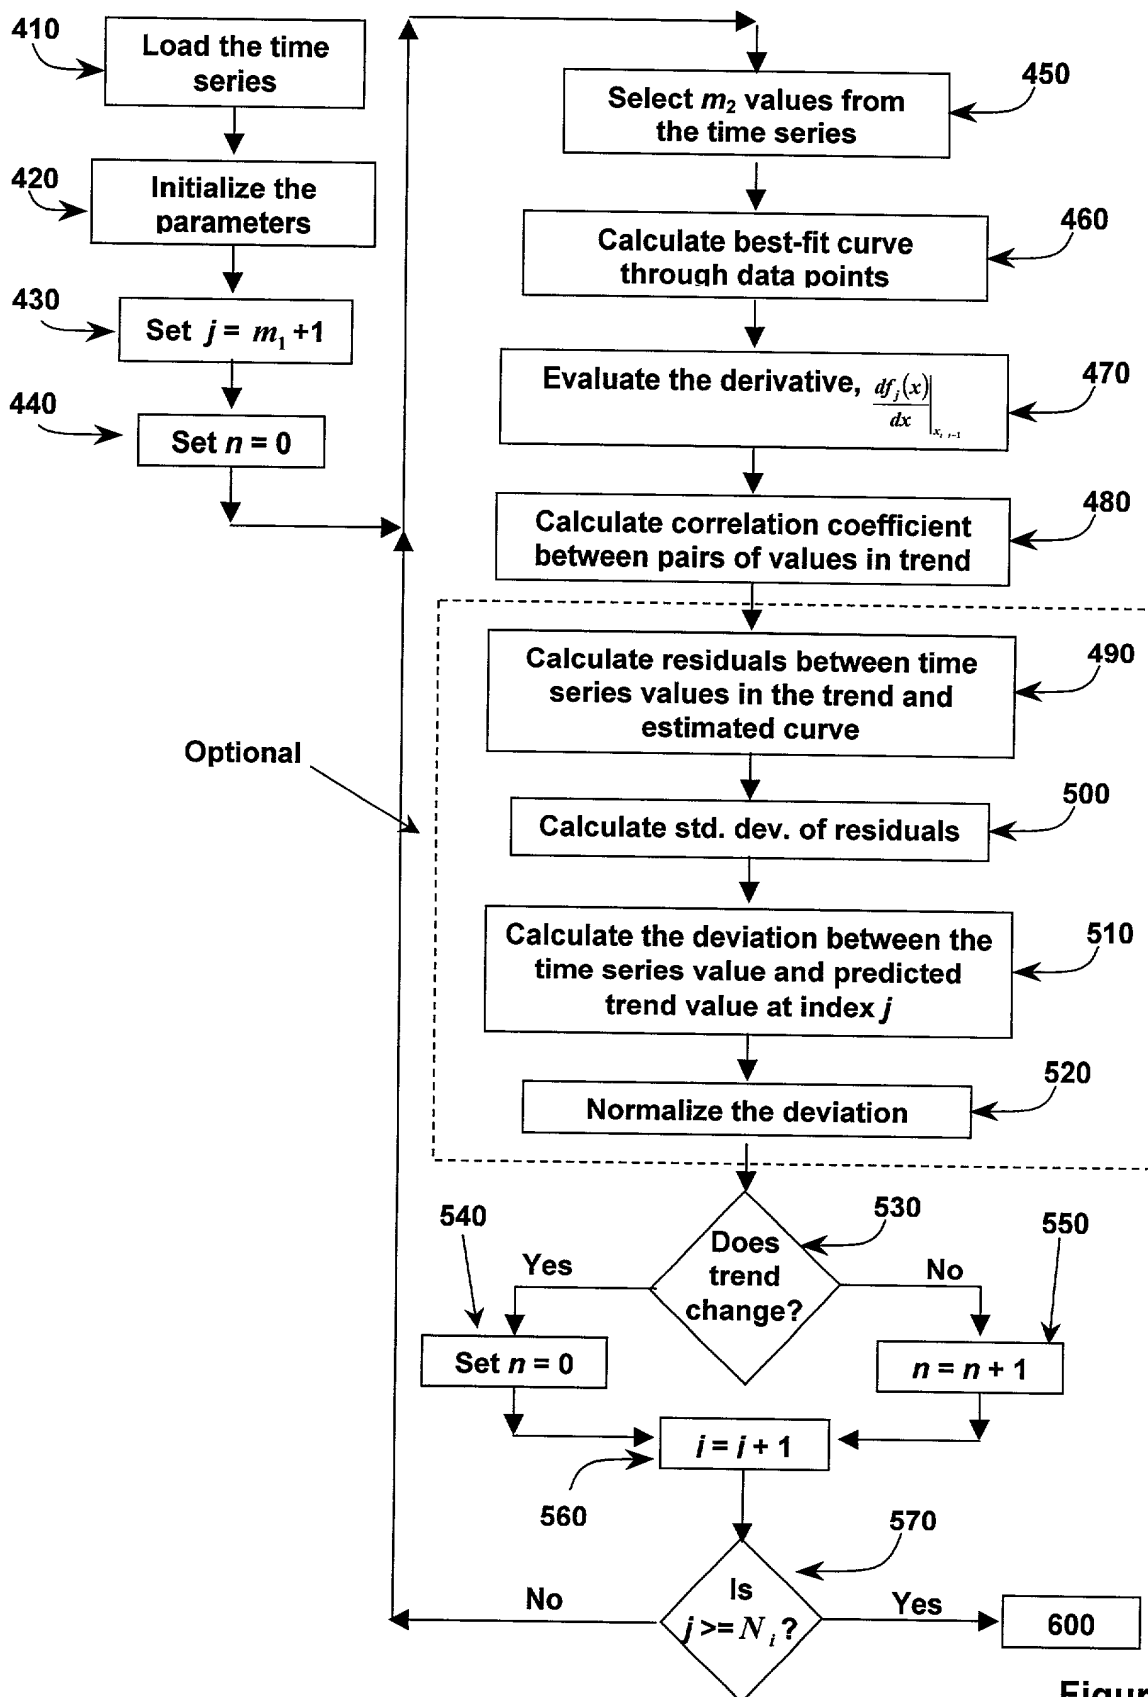 410
Load the time
series
420
Initialize the
parameters
430
Set j = m₁ +1
440
Set n = 0
450
Select m₂ values from
the time series
460
Calculate best-fit curve
through data points
470
Evaluate the derivative, df_j(x)/dx |
480
Calculate correlation coefficient
between pairs of values in trend
Optional
490
Calculate residuals between time
series values in the trend and
estimated curve
500
Calculate std. dev. of residuals
510
Calculate the deviation between the
time series value and predicted
trend value at index j
520
Normalize the deviation
530
Does
trend
change?
Yes
No
540
Set n = 0
550
n = n + 1
560
j = j + 1
570
Is
j >= N i ?
No
Yes
600